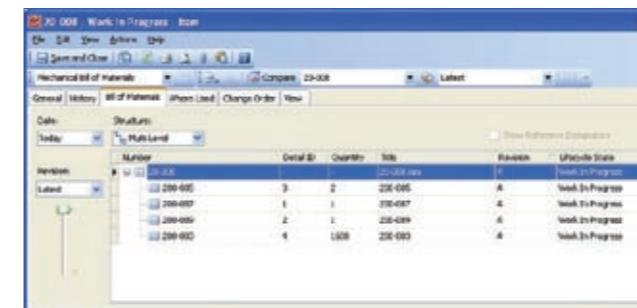 20-008 Work In Progress Item
File Edit View Actions Help
Save and Close
Mechanical Bill of Materials Compare 20-008 Latest
General History Bill of Materials Where Used Change Order View
Date: Structure:
Today Multi-Level Show Reference Designators
Number Detail ID Quantity Title Revision Lifecycle State
Revision: 20-008 - - A Work In Progress
Latest 200-005 3 2 200-005 A Work In Progress
1 1 A Work In Progress
2 1 A Work In Progress
200-003 4 200-003 A Work In Progress